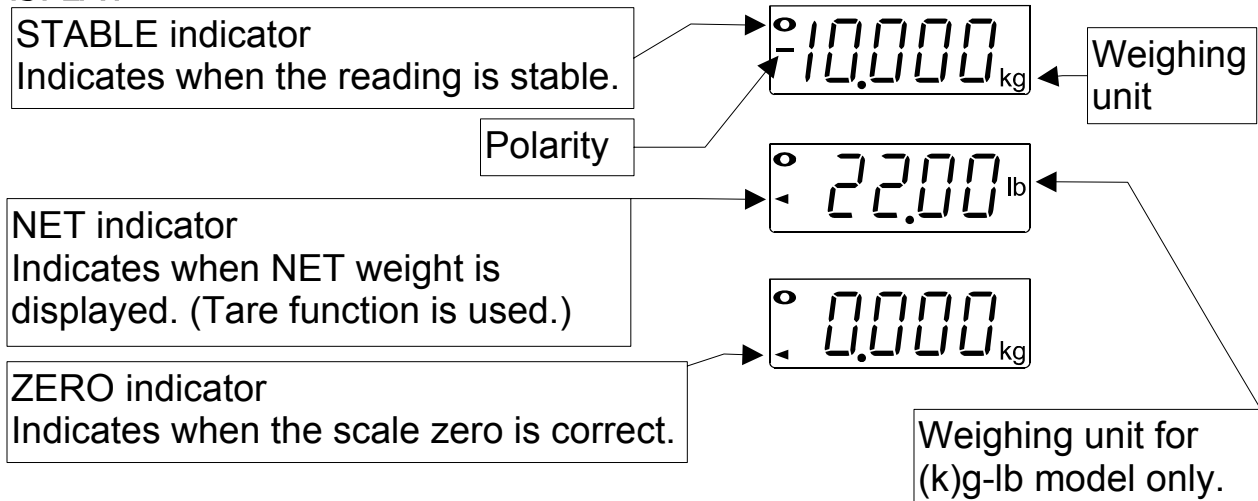 STABLE indicator
Indicates when the reading is stable.
10.000 kg
Weighing
unit
Polarity
22.00 lb
NET indicator
Indicates when NET weight is
displayed. (Tare function is used.)
0.000 kg
ZERO indicator
Indicates when the scale zero is correct.
Weighing unit for
(k)g-lb model only.